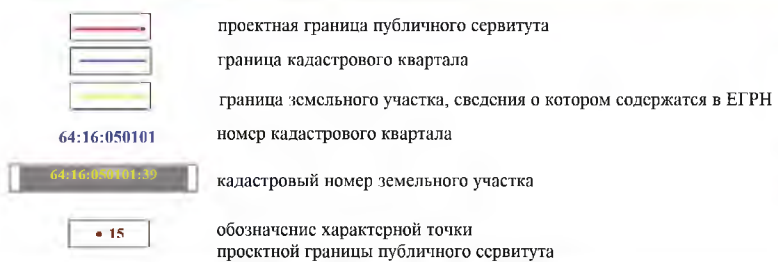 проектная граница публичного сервитута
граница кадастрового квартала
граница земельного участка, сведения о котором содержатся в ЕГРН
64:16:050101 номер кадастрового квартала
64:16:050101:39 кадастровый номер земельного участка
• 15 обозначение характерной точки
проектной границы публичного сервитута